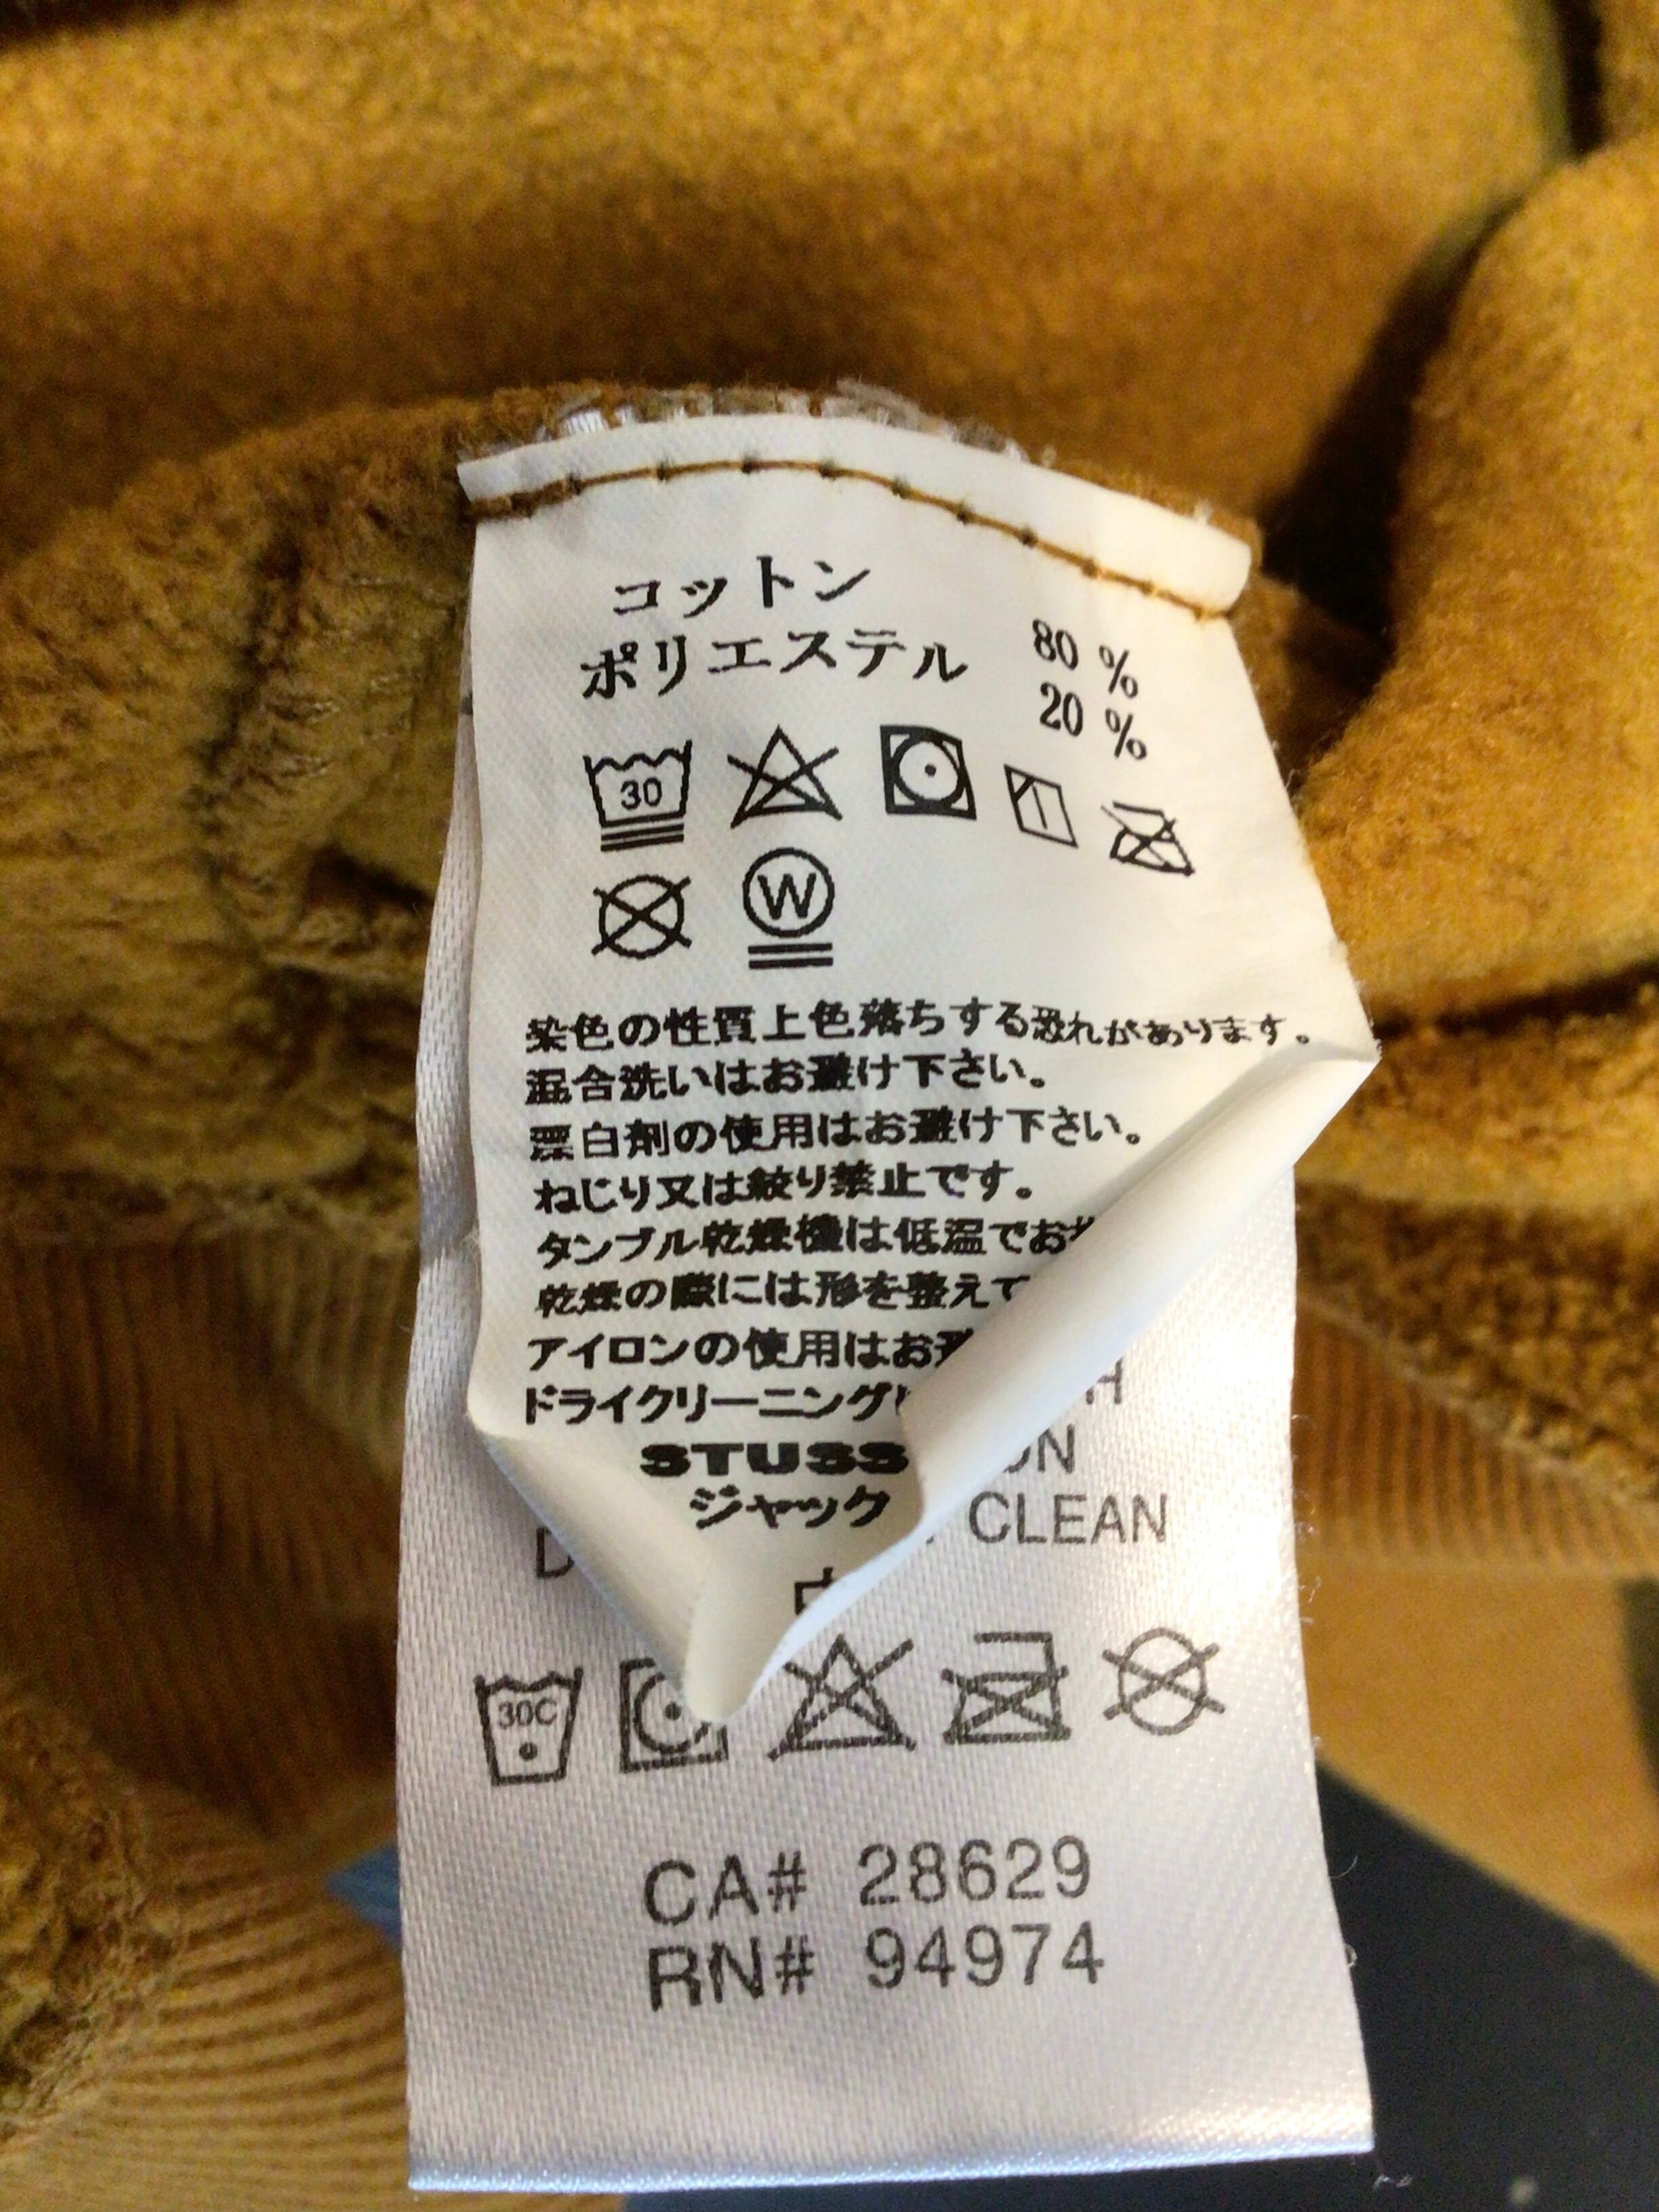 コットン 80 %
ポリエステル 20 %
30
W
染色の性質上色落ちする恐れがあります。
混合洗いはお避け下さい。
漂白剤の使用はお避け下さい。
ねじり又は絞り禁止です。
タンブル乾燥機は低温でお
乾燥の際には形を整えて
アイロンの使用はお
ドライクリーニング
STUSS
ジャック
CLEAN
30C
CA# 28629
RN# 94974